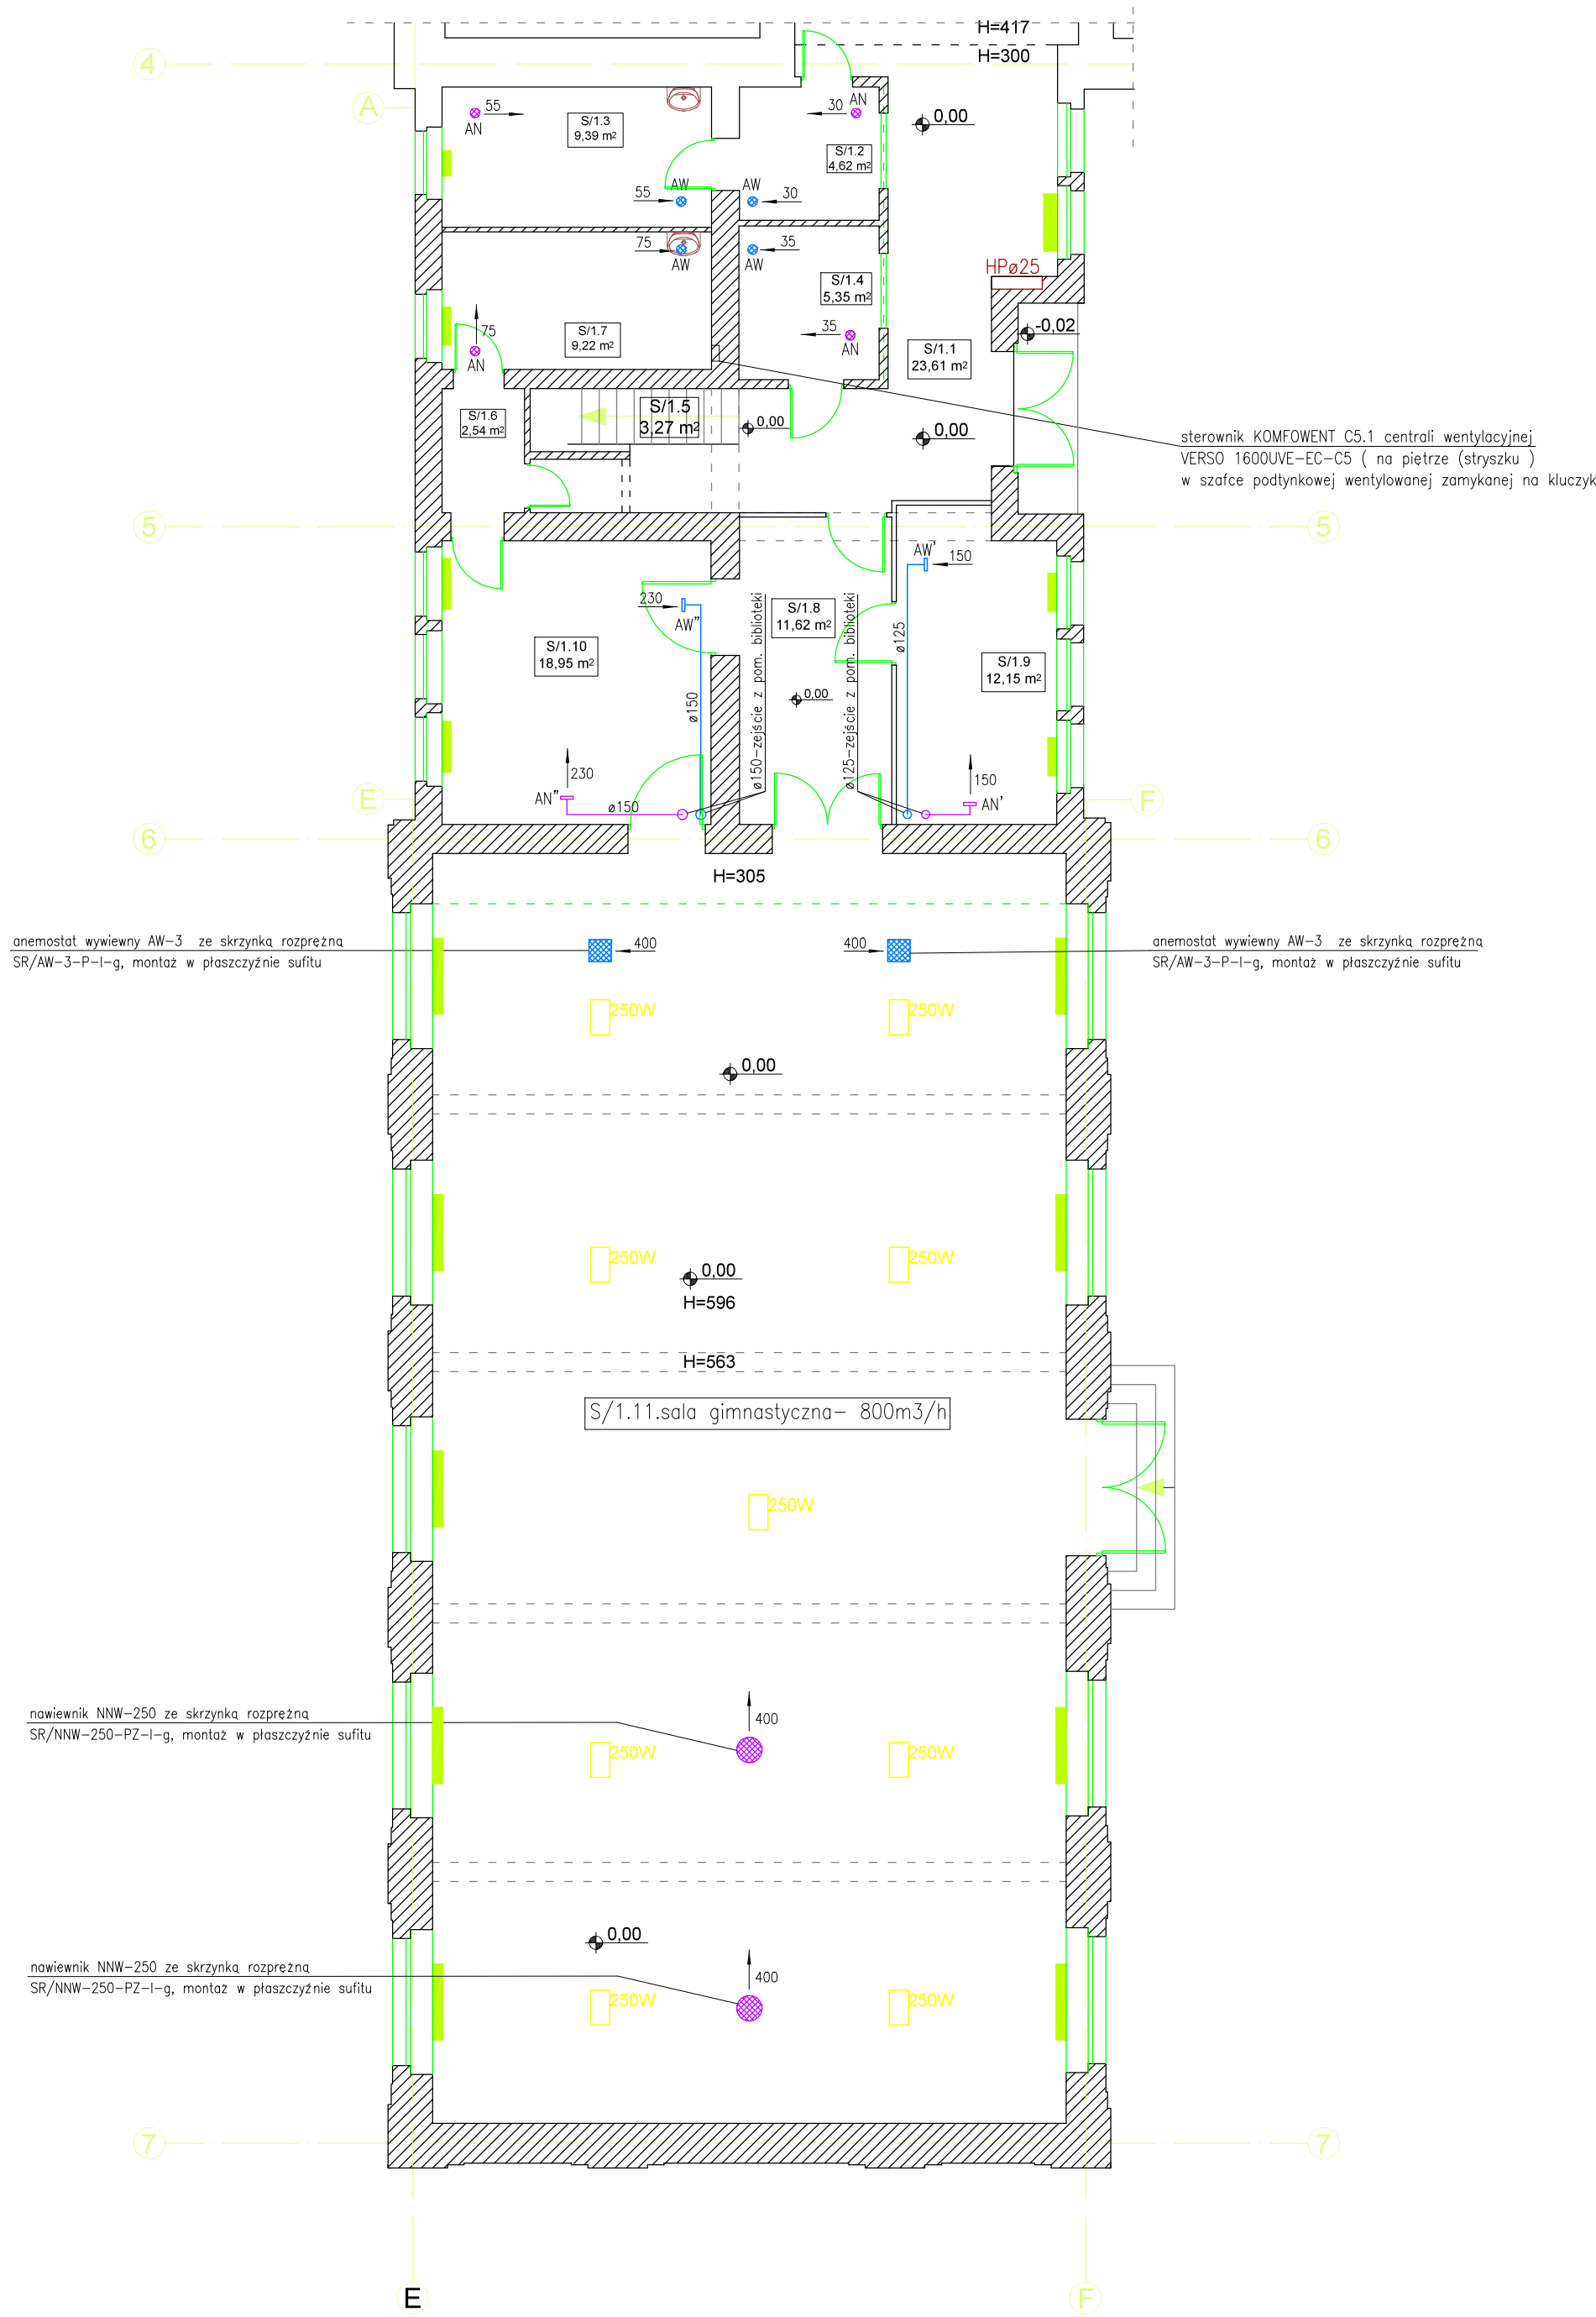 H=417
H=300
4
A
55
AN
S/1.3
9,39 m²
30
AN
0,00
S/1.2
4,62 m²
55
AW
AW
30
75
AW
AW
35
S/1.4
5,35 m²
HPø25
-0,02
75
AN
S/1.7
9,22 m²
35
AN
S/1.1
23,61 m²
S/1.6
2,54 m²
S/1.5
3,27 m²
0,00
0,00
sterownik KOMFOWENT C5.1 centrali wentylacyjnej
VERSO 1600UVE-EC-C5 ( na piętrze (stryszku )
w szafce podtynkowej wentylowanej zamykanej na kluczyk
5
5
AW'
150
230
AW"
S/1.8
11,62 m²
S/1.10
18,95 m²
S/1.9
12,15 m²
ø125
ø150
ø150-zejście z pom. biblioteki
ø125-zejście z pom. biblioteki
0,00
230
AN"
ø150
150
AN'
E
F
6
6
H=305
anemostat wywiewny AW-3 ze skrzynką rozprężną
SR/AW-3-P-I-g, montaż w płaszczyźnie sufitu
400
400
anemostat wywiewny AW-3 ze skrzynką rozprężną
SR/AW-3-P-I-g, montaż w płaszczyźnie sufitu
250W
250W
0,00
250W
250W
0,00
H=596
H=563
S/1.11.sala gimnastyczna- 800m3/h
250W
nawiewnik NNW-250 ze skrzynką rozprężną
SR/NNW-250-PZ-I-g, montaż w płaszczyźnie sufitu
400
250W
250W
0,00
nawiewnik NNW-250 ze skrzynką rozprężną
SR/NNW-250-PZ-I-g, montaż w płaszczyźnie sufitu
400
250W
250W
7
7
E
F